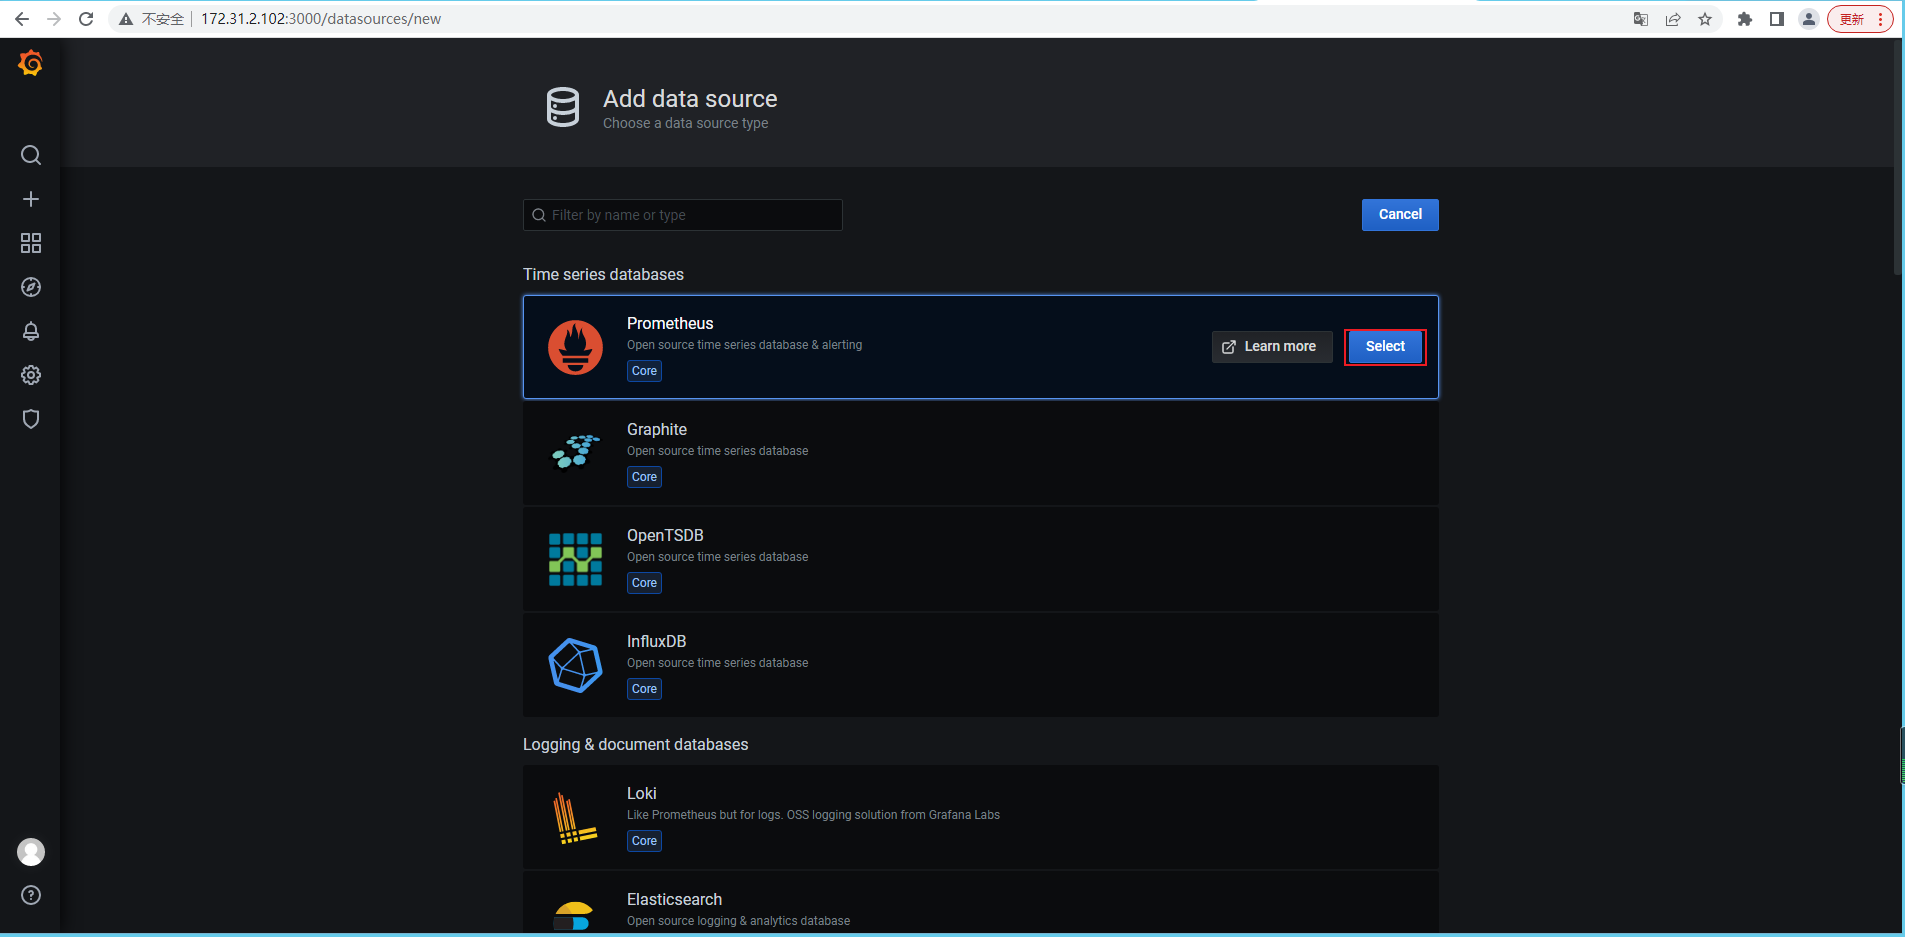 不安全
172.31.2.102:3000/datasources/new
更新
Add data source
Choose a data source type
Filter by name or type
Cancel
Time series databases
Prometheus
Open source time series database & alerting
Core
Learn more
Select
Graphite
Open source time series database
Core
OpenTSDB
Open source time series database
Core
InfluxDB
Open source time series database
Core
Logging & document databases
Loki
Like Prometheus but for logs. OSS logging solution from Grafana Labs
Core
Elasticsearch
Open source logging & analytics database